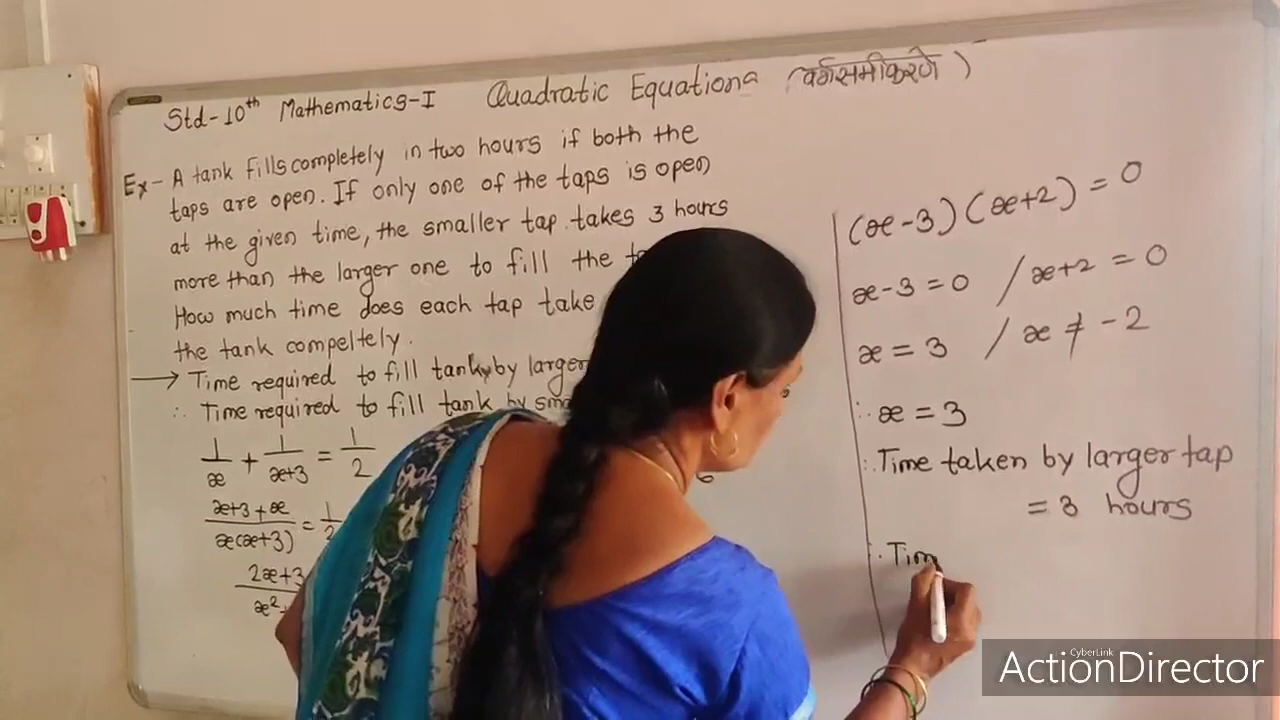 Std-10th Mathematics-I Quadratic Equations (वर्गसमीकरणे)
Ex- A tank fills completely in two hours if both the
taps are open. If only one of the taps is open
at the given time, the smaller tap takes 3 hours
more than the larger one to fill the
How much time does each tap take
the tank compeltely.
→ Time required to fill tank by larger
∴ Time required to fill tank by
1/x + 1/(x+3) = 1/2
(x+3+x)/(x(x+3)) = 1/2
2x+3
x²
6
(x-3)(x+2) = 0
x-3=0 / x+2=0
x = 3 / x ≠ -2
∴ x = 3
∴ Time taken by larger tap
= 3 hours
∴ Tim
CyberLink
ActionDirector